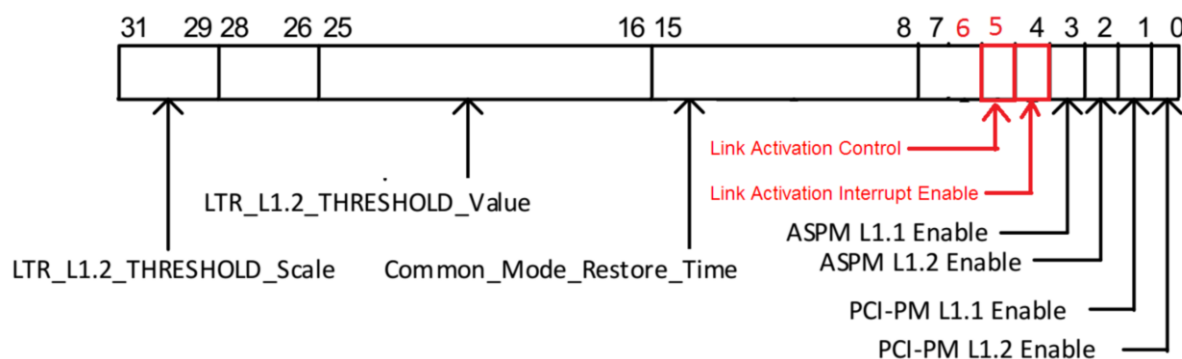 31 29 28 26 25 16 15 8 7 6 5 4 3 2 1 0
Link Activation Control
Link Activation Interrupt Enable
LTR_L1.2_THRESHOLD_Value
ASPM L1.1 Enable
ASPM L1.2 Enable
LTR_L1.2_THRESHOLD_Scale
Common_Mode_Restore_Time
PCI-PM L1.1 Enable
PCI-PM L1.2 Enable